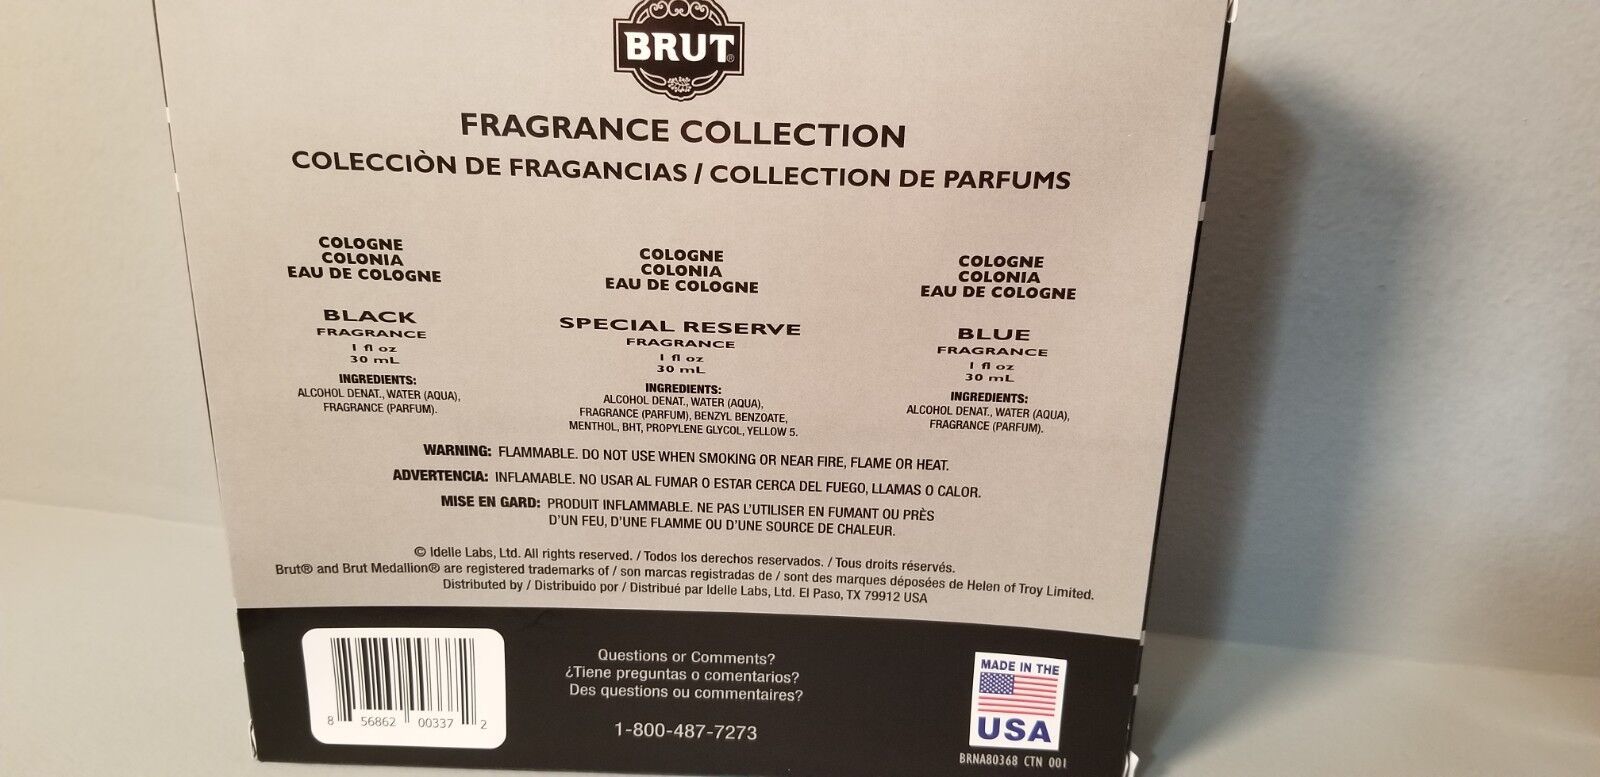 BRUT®
FRAGRANCE COLLECTION
COLECCIÒN DE FRAGANCIAS / COLLECTION DE PARFUMS
COLOGNE
COLONIA
EAU DE COLOGNE
BLACK
FRAGRANCE
1 fl oz
30 mL
INGREDIENTS:
ALCOHOL DENAT., WATER (AQUA),
FRAGRANCE (PARFUM).
COLOGNE
COLONIA
EAU DE COLOGNE
SPECIAL RESERVE
FRAGRANCE
1 fl oz
30 mL
INGREDIENTS:
ALCOHOL DENAT., WATER (AQUA),
FRAGRANCE (PARFUM), BENZYL BENZOATE,
MENTHOL, BHT, PROPYLENE GLYCOL, YELLOW 5.
COLOGNE
COLONIA
EAU DE COLOGNE
BLUE
FRAGRANCE
1 fl oz
30 mL
INGREDIENTS:
ALCOHOL DENAT., WATER (AQUA),
FRAGRANCE (PARFUM).
WARNING: FLAMMABLE. DO NOT USE WHEN SMOKING OR NEAR FIRE, FLAME OR HEAT.
ADVERTENCIA: INFLAMABLE. NO USAR AL FUMAR O ESTAR CERCA DEL FUEGO, LLAMAS O CALOR.
MISE EN GARD: PRODUIT INFLAMMABLE. NE PAS L'UTILISER EN FUMANT OU PRÈS
D'UN FEU, D'UNE FLAMME OU D'UNE SOURCE DE CHALEUR.
© Idelle Labs, Ltd. All rights reserved. / Todos los derechos reservados. / Tous droits réservés.
Brut® and Brut Medallion® are registered trademarks of / son marcas registradas de / sont des marques déposées de Helen of Troy Limited.
Distributed by / Distribuido por / Distribué par Idelle Labs, Ltd. El Paso, TX 79912 USA
8 56862 00337 2
Questions or Comments?
¿Tiene preguntas o comentarios?
Des questions ou commentaires?
1-800-487-7273
MADE IN THE
USA
BRNA80368 CTN 001